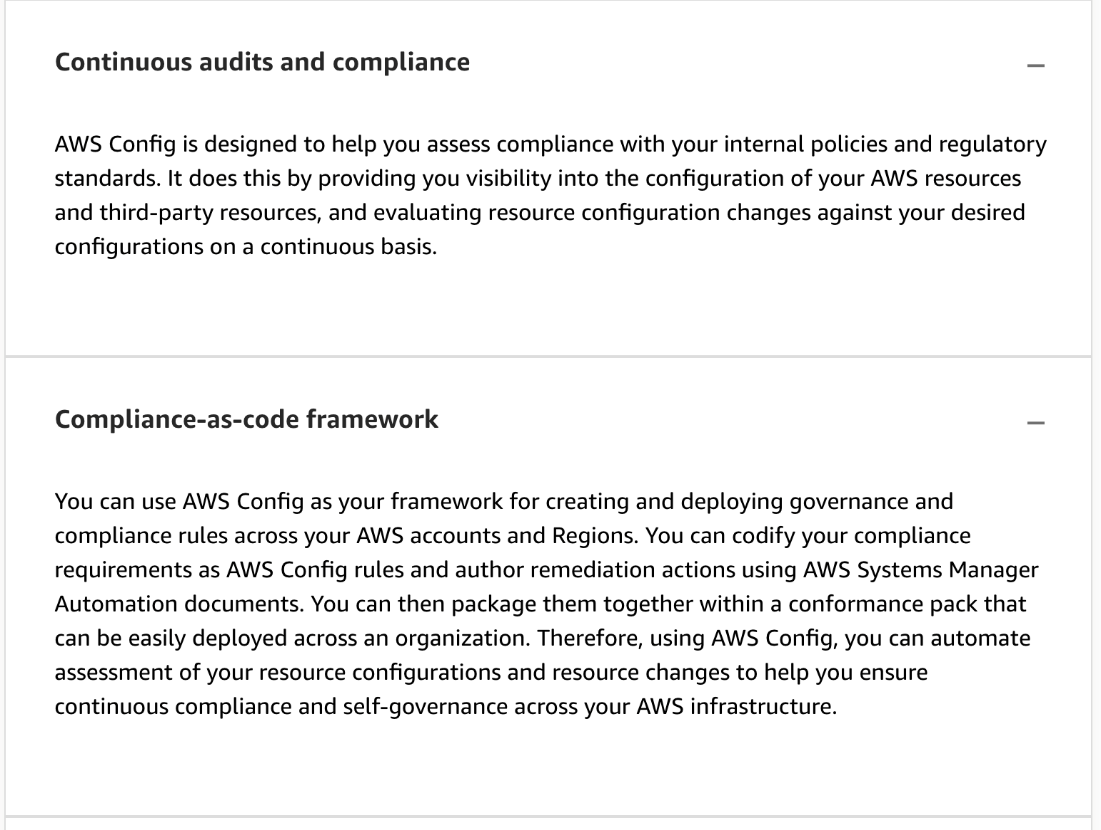 Continuous audits and compliance
AWS Config is designed to help you assess compliance with your internal policies and regulatory
standards. It does this by providing you visibility into the configuration of your AWS resources
and third-party resources, and evaluating resource configuration changes against your desired
configurations on a continuous basis.
Compliance-as-code framework
You can use AWS Config as your framework for creating and deploying governance and
compliance rules across your AWS accounts and Regions. You can codify your compliance
requirements as AWS Config rules and author remediation actions using AWS Systems Manager
Automation documents. You can then package them together within a conformance pack that
can be easily deployed across an organization. Therefore, using AWS Config, you can automate
assessment of your resource configurations and resource changes to help you ensure
continuous compliance and self-governance across your AWS infrastructure.